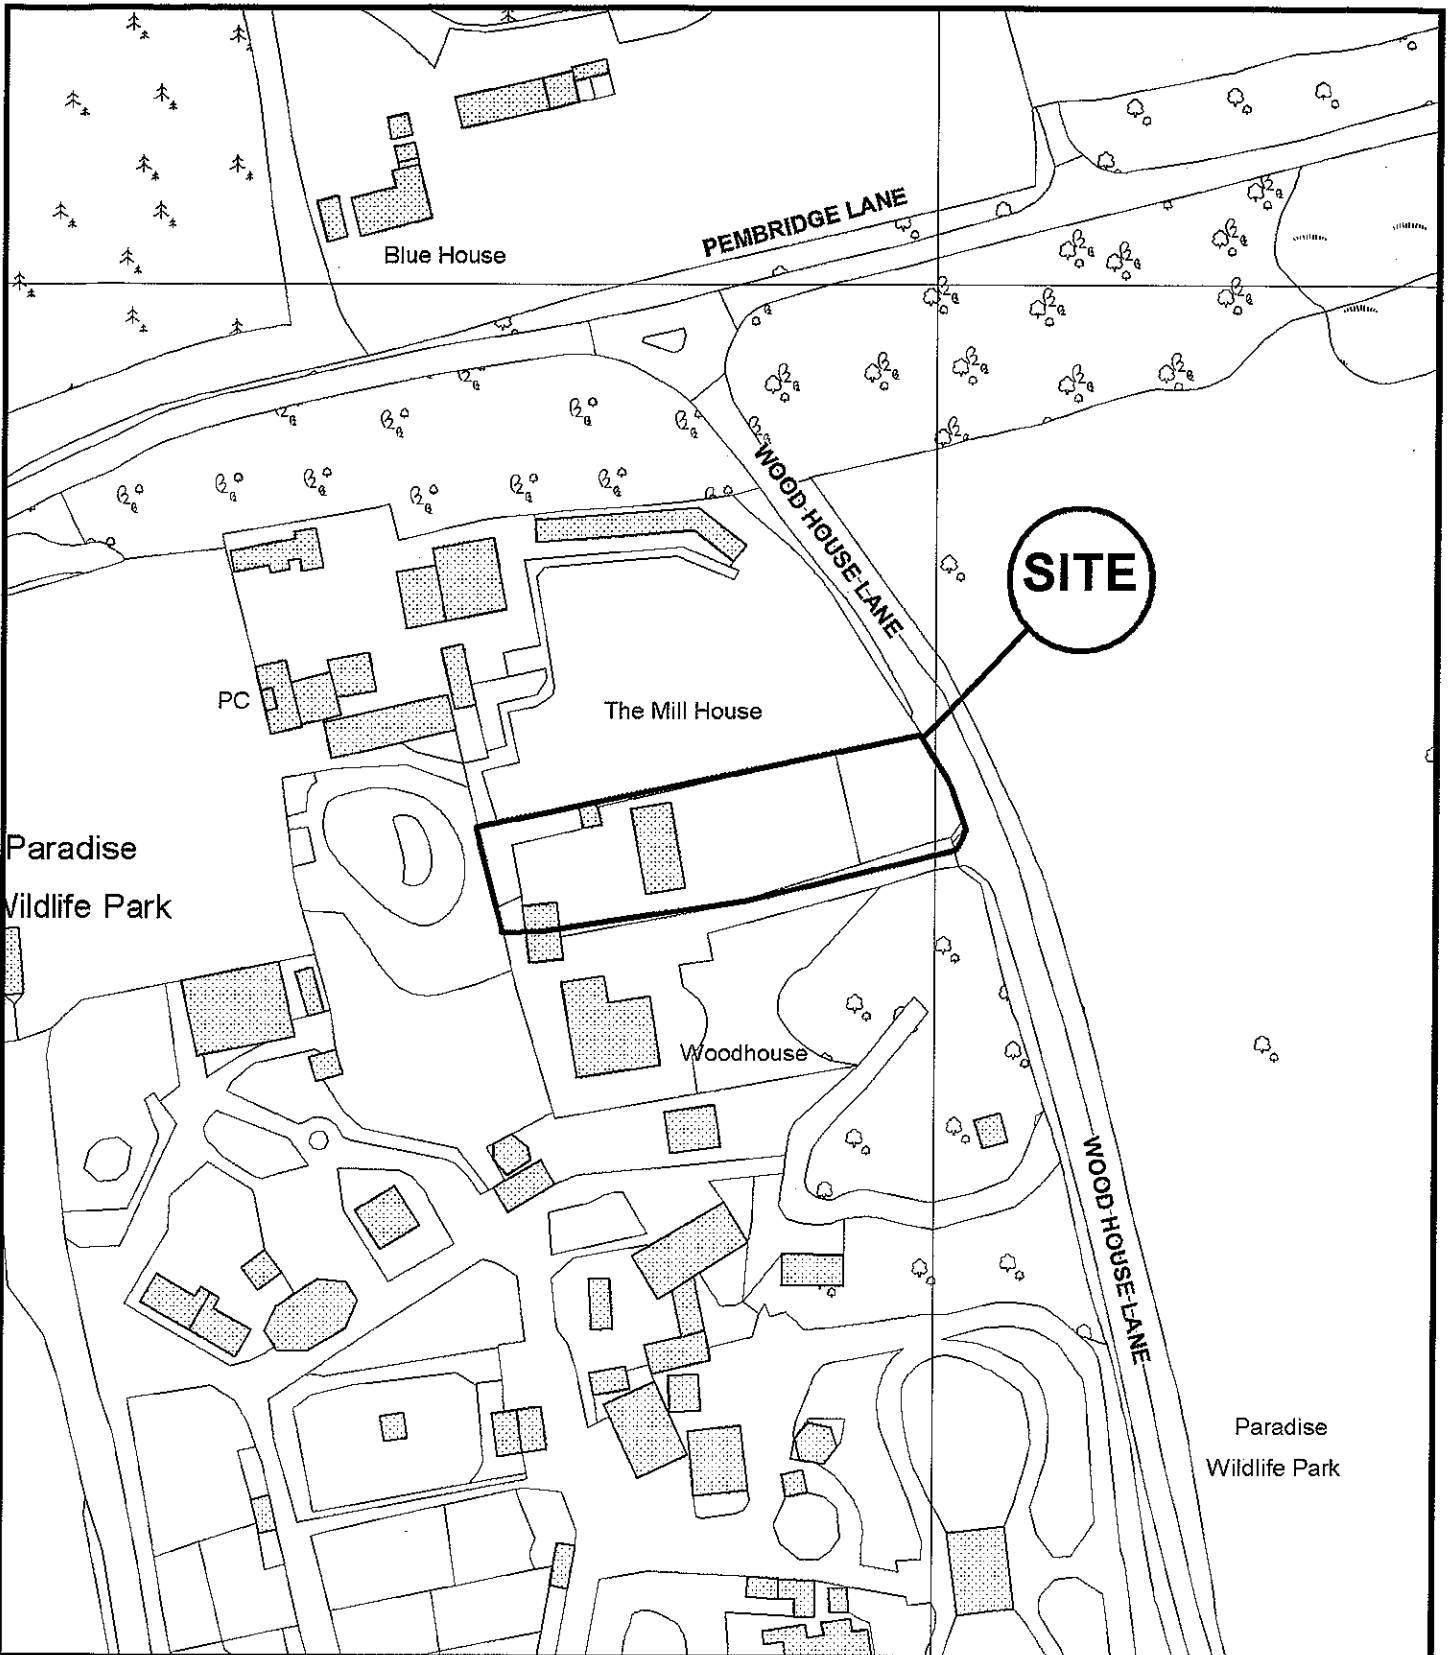 PEMBRIDGE LANE
Blue House
WOOD HOUSE LANE
SITE
PC
The Mill House
Paradise
Wildlife Park
Woodhouse
WOOD HOUSE LANE
Paradise
Wildlife Park